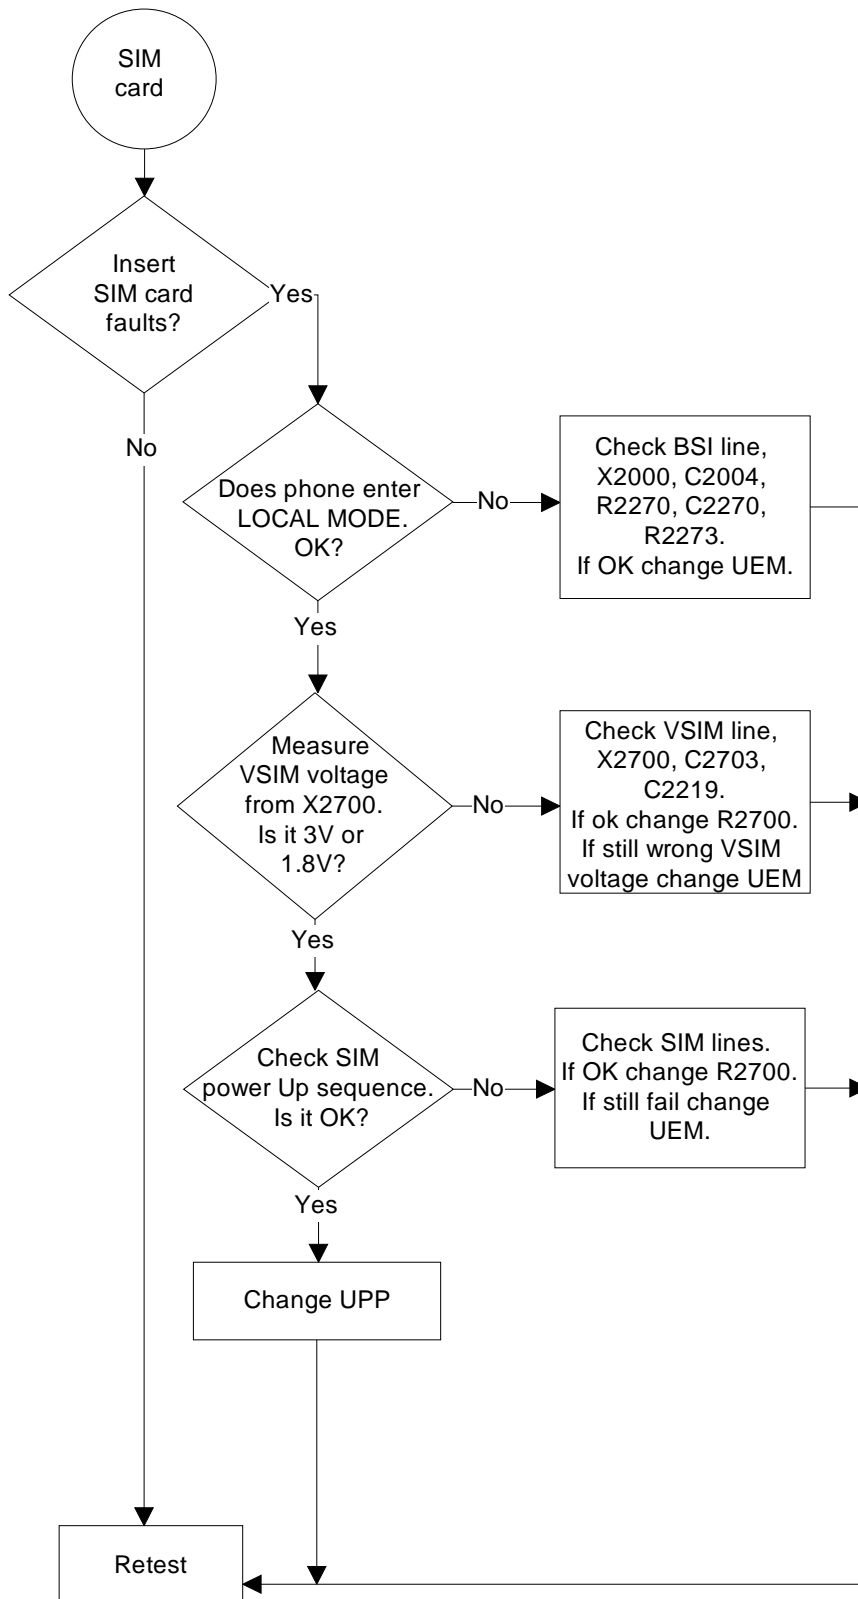 SIM
card
Insert
SIM card
faults?
Yes
No
Does phone enter
LOCAL MODE.
OK?
No
Check BSI line,
X2000, C2004,
R2270, C2270,
R2273.
If OK change UEM.
Yes
Measure
VSIM voltage
from X2700.
Is it 3V or
1.8V?
No
Check VSIM line,
X2700, C2703,
C2219.
If ok change R2700.
If still wrong VSIM
voltage change UEM
Yes
Check SIM
power Up sequence.
Is it OK?
No
Check SIM lines.
If OK change R2700.
If still fail change
UEM.
Yes
Change UPP
Retest